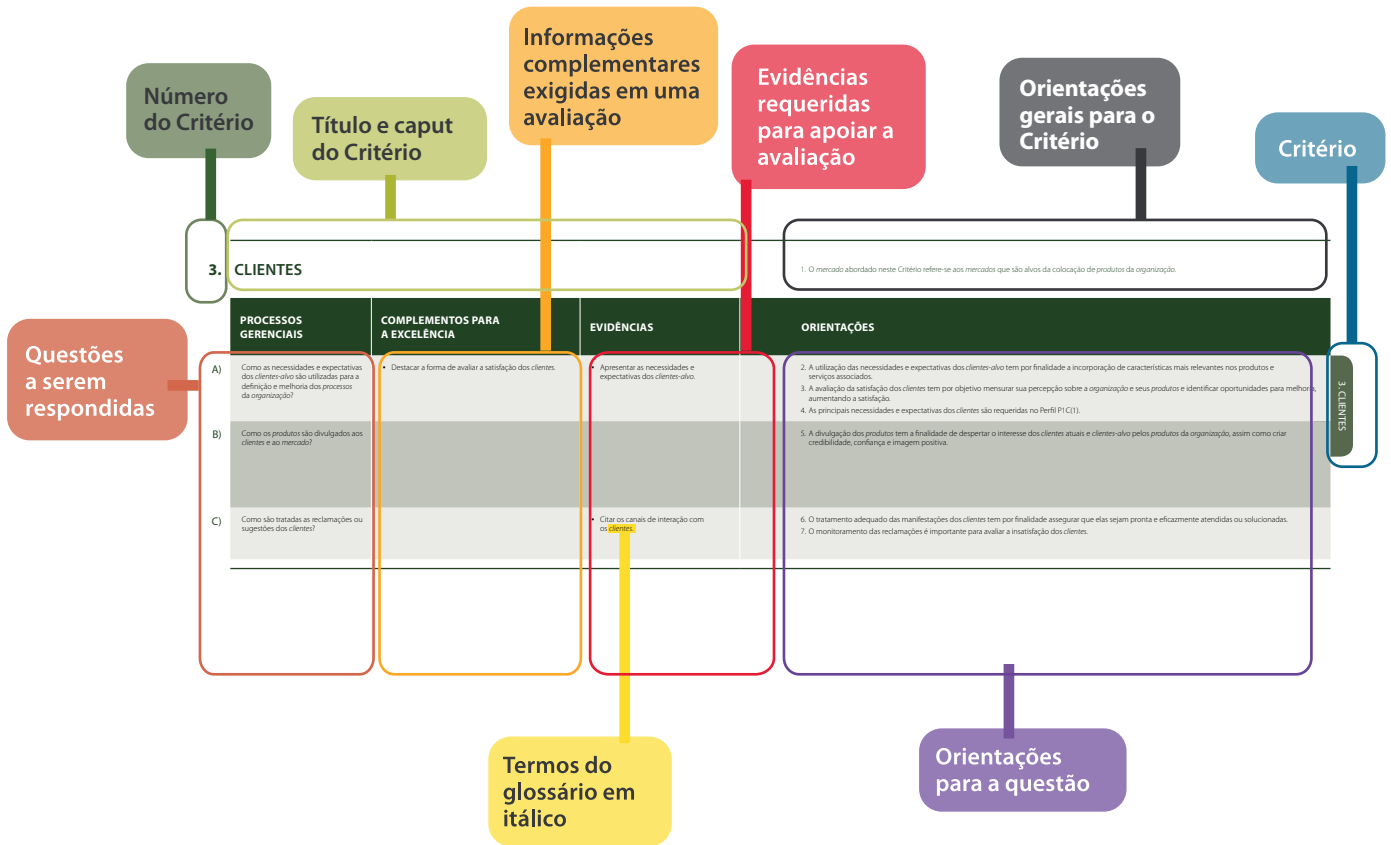 Informações
complementares
exigidas em uma
avaliação
Número
do Critério
Título e caput
do Critério
Evidências
requeridas
para apoiar a
avaliação
Orientações
gerais para o
Critério
Critério
3. CLIENTES
1. O mercado abordado neste Critério refere-se aos mercados que são alvos da colocação de produtos da organização.
PROCESSOS
GERENCIAIS
COMPLEMENTOS PARA
A EXCELÊNCIA
EVIDÊNCIAS
ORIENTAÇÕES
Questões
a serem
respondidas
A)
Como as necessidades e expectativas
dos clientes-alvo são utilizadas para a
definição e melhoria dos processos
da organização?
• Destacar a forma de avaliar a satisfação dos clientes.
• Apresentar as necessidades e
expectativas dos clientes-alvo.
2. A utilização das necessidades e expectativas dos clientes-alvo tem por finalidade a incorporação de características mais relevantes nos produtos e
serviços associados.
3. A avaliação da satisfação dos clientes tem por objetivo mensurar sua percepção sobre a organização e seus produtos e identificar oportunidades para melhoria,
aumentando a satisfação.
4. As principais necessidades e expectativas dos clientes são requeridas no Perfil P1C(1).
3. CLIENTES
B)
Como os produtos são divulgados aos
clientes e ao mercado?
5. A divulgação dos produtos tem a finalidade de despertar o interesse dos clientes atuais e clientes-alvo pelos produtos da organização, assim como criar
credibilidade, confiança e imagem positiva.
C)
Como são tratadas as reclamações ou
sugestões dos clientes?
• Citar os canais de interação com
os clientes.
6. O tratamento adequado das manifestações dos clientes tem por finalidade assegurar que elas sejam pronta e eficazmente atendidas ou solucionadas.
7. O monitoramento das reclamações é importante para avaliar a insatisfação dos clientes.
Termos do
glossário em
itálico
Orientações
para a questão